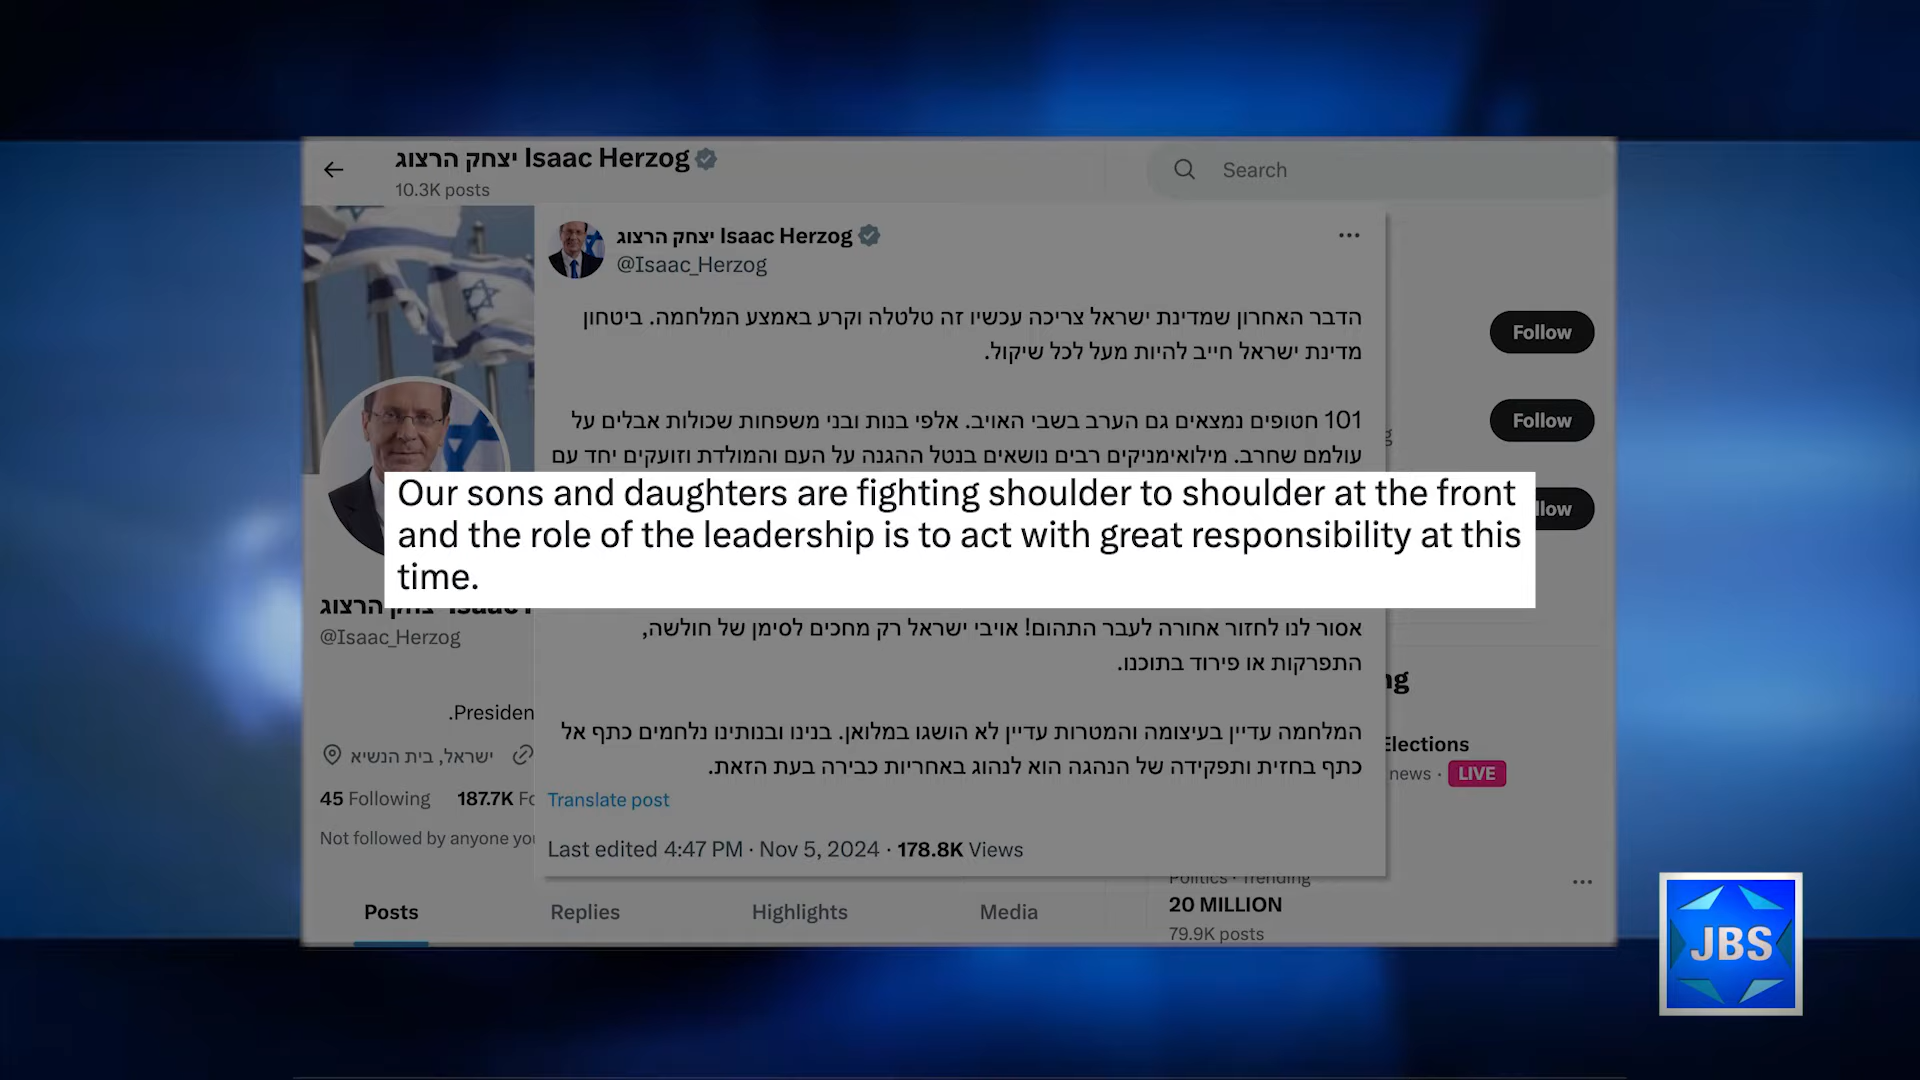 יצחק הרצוג Isaac Herzog
10.3K posts
Search
יצחק הרצוג Isaac Herzog
@Isaac_Herzog
הדבר האחרון שמדינת ישראל צריכה עכשיו זה טלטלה וקרע באמצע המלחמה. ביטחון
מדינת ישראל חייב להיות מעל לכל שיקול.
101 חטופים נמצאים גם הערב בשבי האויב. אלפי בנות ובני משפחות שכולות אבלים על
עולמם שחרב. מילואימניקים רבים נושאים בנטל ההגנה על העם והמולדת וזועקים יחד עם
Our sons and daughters are fighting shoulder to shoulder at the front
and the role of the leadership is to act with great responsibility at this
time.
אסור לנו לחזור אחורה לעבר התהום! אויבי ישראל רק מחכים לסימן של חולשה,
התפרקות או פירוד בתוכנו.
המלחמה עדיין בעיצומה והמטרות עדיין לא הושגו במלואן. בנינו ובנותינו נלחמים כתף אל
כתף בחזית ותפקידה של הנהגה הוא לנהוג באחריות כבירה בעת הזאת.
Translate post
Last edited 4:47 PM · Nov 5, 2024 · 178.8K Views
הרצוג
@Isaac_Herzog
.Presiden
ישראל, בית הנשיא
45 Following 187.7K
Not followed by anyone
Posts
Replies
Highlights
Media
Follow
Follow
Elections
news · LIVE
Politics · Trending
20 MILLION
79.9K posts
JBS